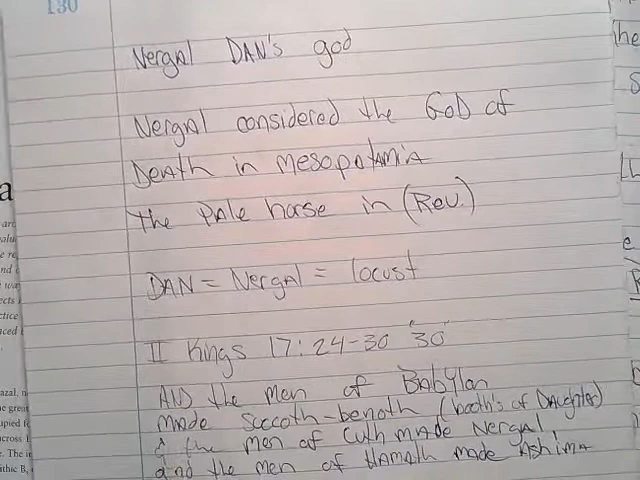 130
Nergal DAN's god
Nergal considered the GoD of
Death in mesopotamia
the Pale horse in (Rev)
DAN = Nergal = locust
II Kings 17:24-30 "30"
AND the men of Babylon
made Succoth-benoth (booth's of Daughter)
& the men of Cuth made Nergal,
and the men of Hamath made Ashima